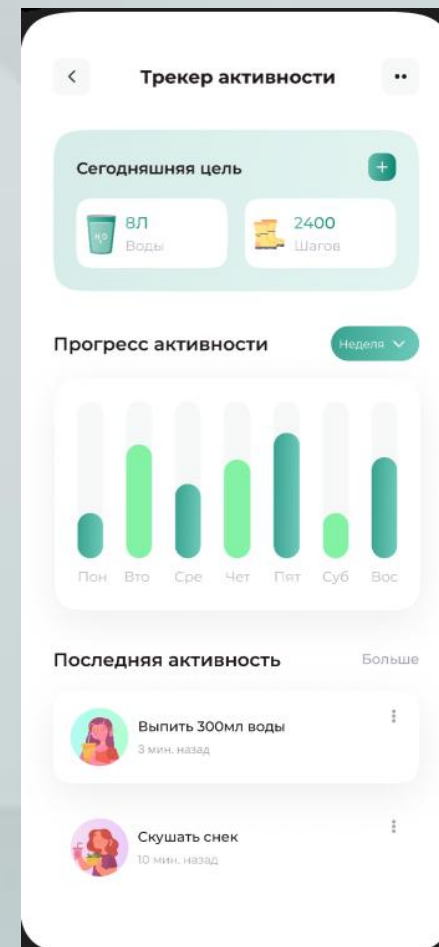 Трекер активности
Сегодняшняя цель
H2O
8Л
Воды
2400
Шагов
Прогресс активности
Неделя
Пон Вто Сре Чет Пят Суб Вос
Последняя активность
Больше
Выпить 300мл воды
3 мин. назад
Скушать снек
10 мин. назад